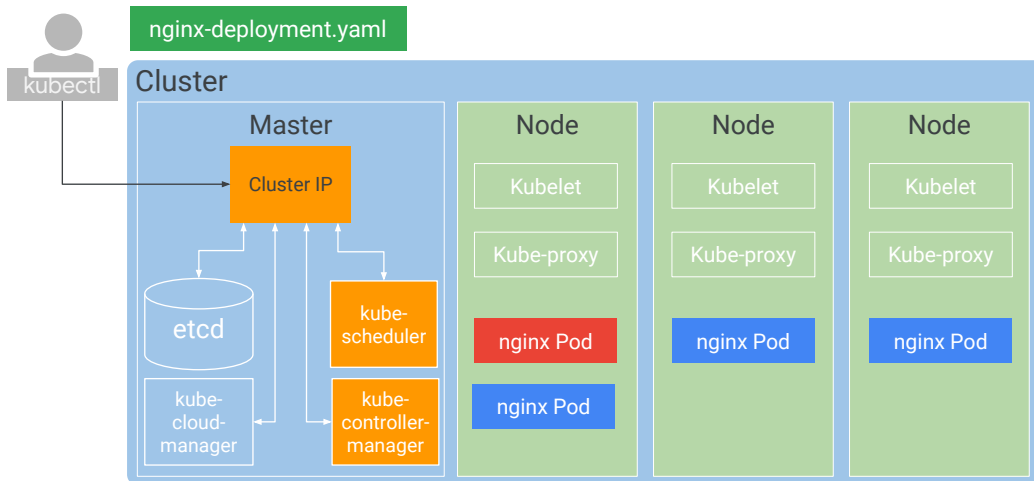 nginx-deployment.yaml
kubectl
Cluster
Master
Cluster IP
etcd
kube-
scheduler
kube-
cloud-
manager
kube-
controller-
manager
Node
Kubelet
Kube-proxy
nginx Pod
nginx Pod
Node
Kubelet
Kube-proxy
nginx Pod
Node
Kubelet
Kube-proxy
nginx Pod